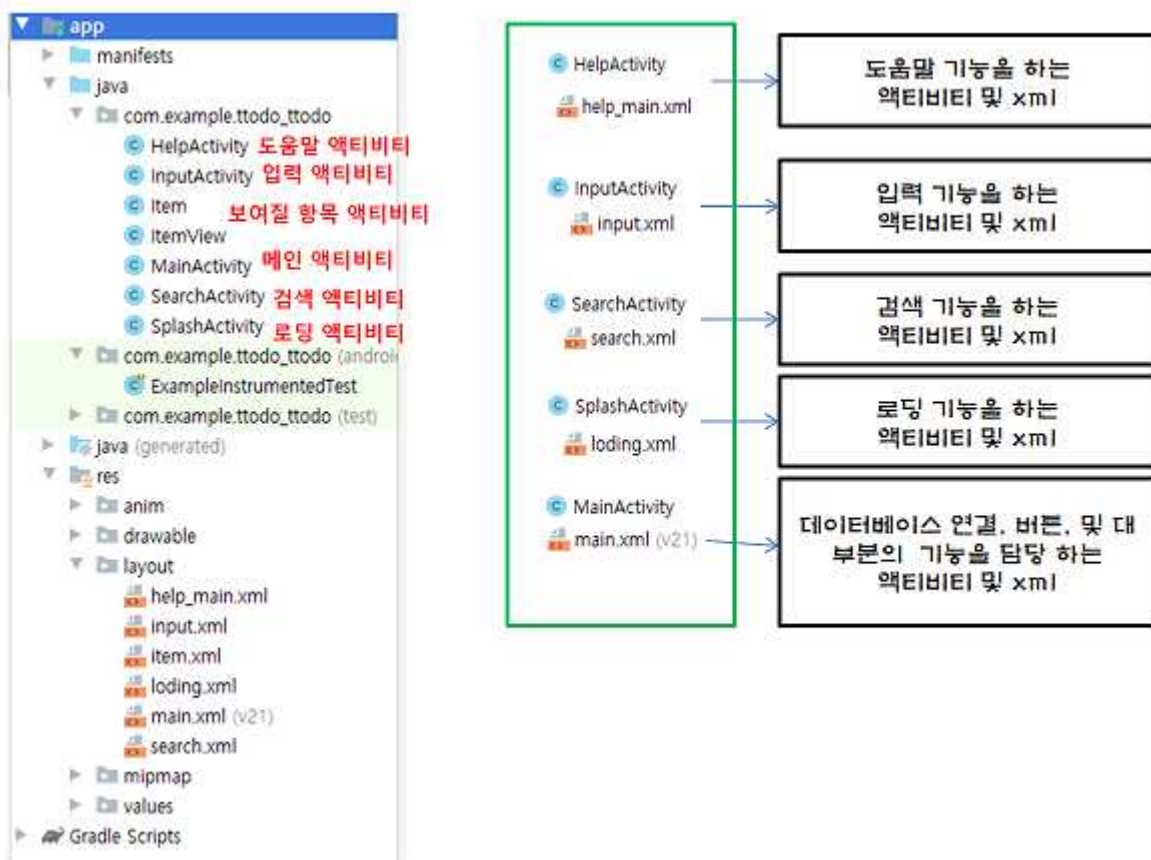 app
manifests
java
com.example.ttodo_ttodo
HelpActivity 도움말 액티비티
InputActivity 입력 액티비티
Item
보여질 항목 액티비티
ItemView
MainActivity 메인 액티비티
SearchActivity 검색 액티비티
SplashActivity 로딩 액티비티
com.example.ttodo_ttodo (androi
ExampleInstrumentedTest
com.example.ttodo_ttodo (test)
java (generated)
res
anim
drawable
layout
help_main.xml
input.xml
item.xml
loding.xml
main.xml (v21)
search.xml
mipmap
values
Gradle Scripts
HelpActivity
help_main.xml
도움말 기능을 하는
액티비티 및 xml
InputActivity
input.xml
입력 기능을 하는
액티비티 및 xml
SearchActivity
search.xml
검색 기능을 하는
액티비티 및 xml
SplashActivity
loding.xml
로딩 기능을 하는
액티비티 및 xml
MainActivity
main.xml (v21)
데이터베이스 연결, 버튼, 및 대
부분의 기능을 담당 하는
액티비티 및 xml